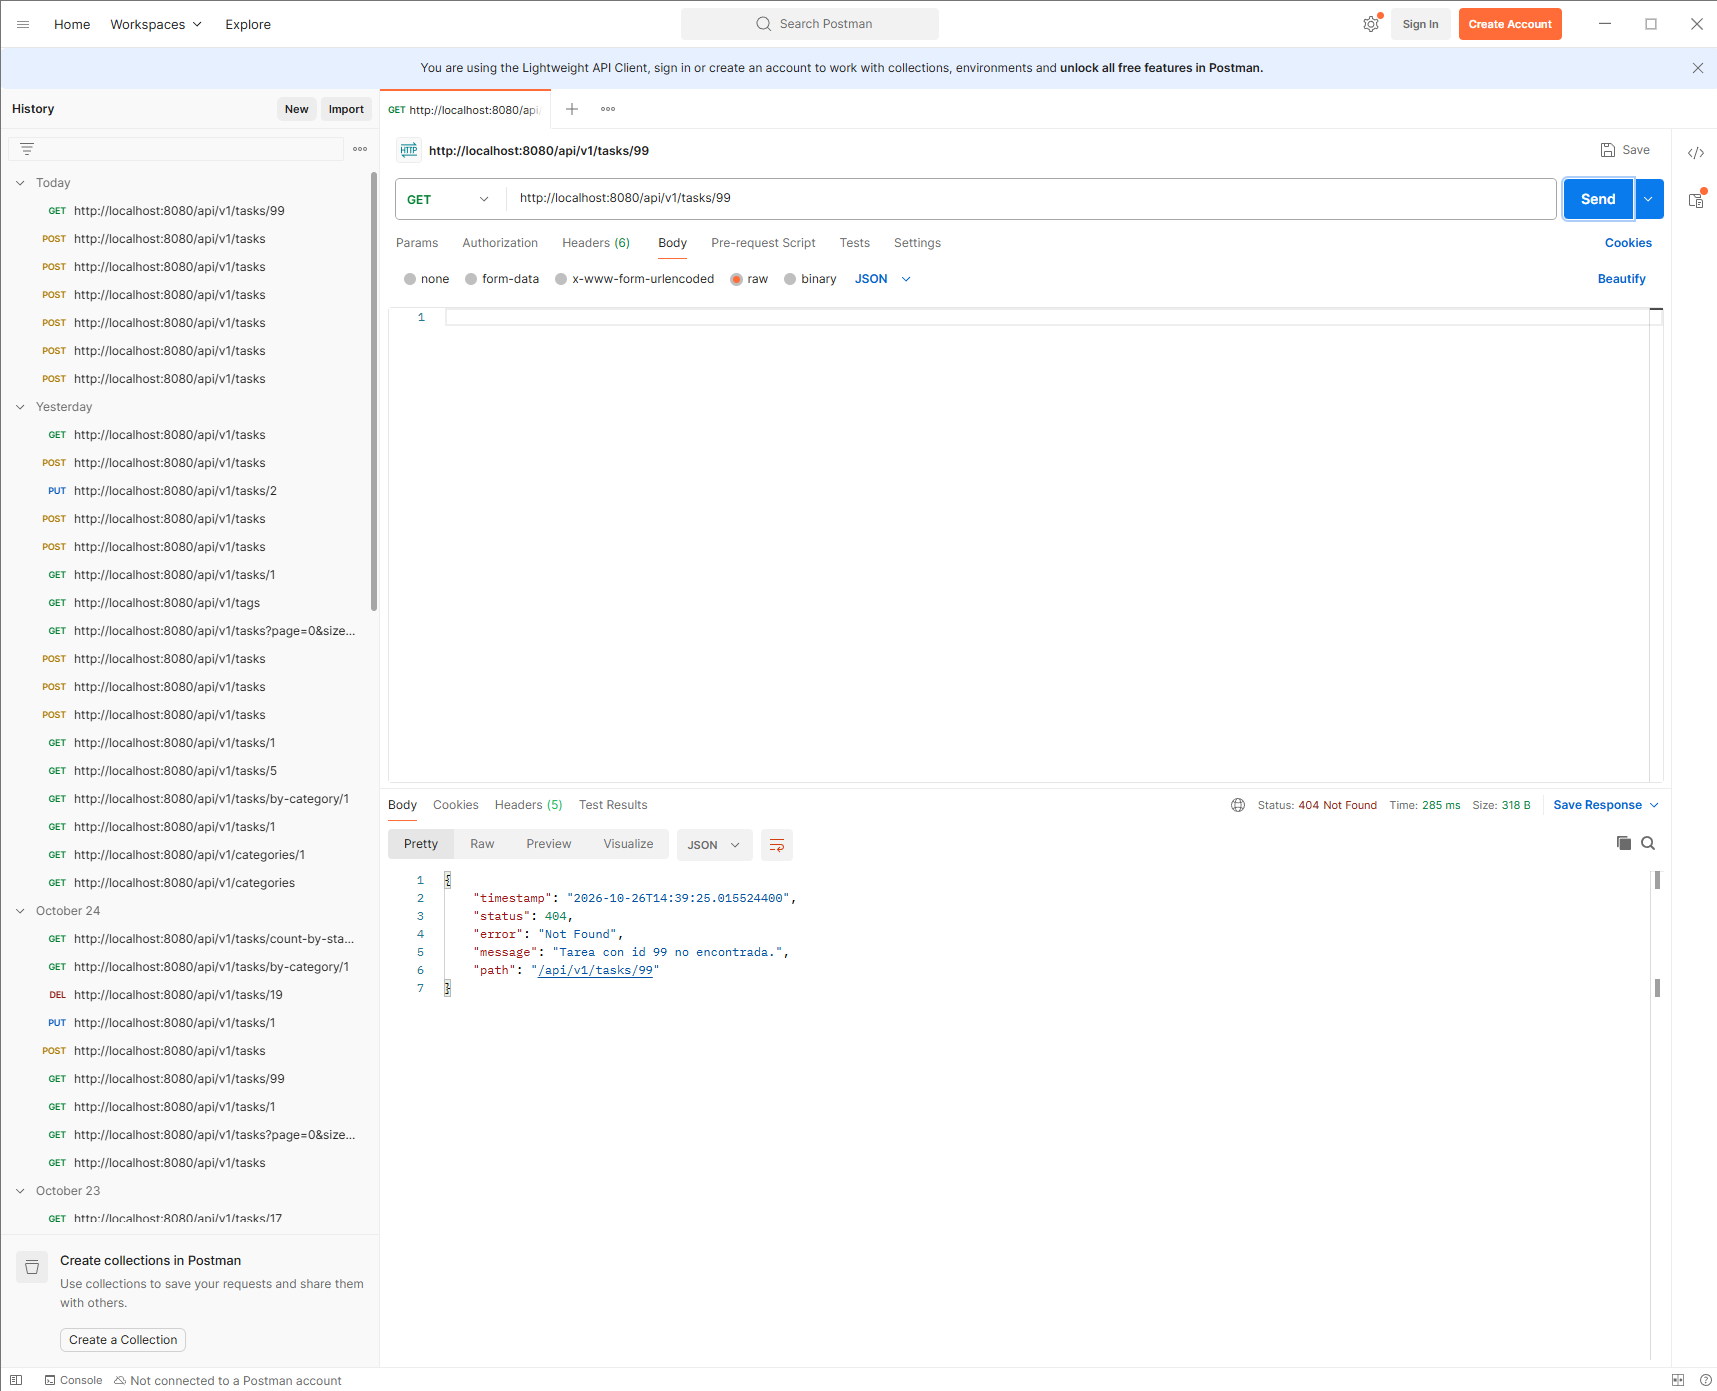 Home Workspaces Explore Search Postman Sign In Create Account
You are using the Lightweight API Client, sign in or create an account to work with collections, environments and unlock all free features in Postman.
History New Import
Today
GET http://localhost:8080/api/v1/tasks/99
POST http://localhost:8080/api/v1/tasks
POST http://localhost:8080/api/v1/tasks
POST http://localhost:8080/api/v1/tasks
POST http://localhost:8080/api/v1/tasks
POST http://localhost:8080/api/v1/tasks
POST http://localhost:8080/api/v1/tasks
Yesterday
GET http://localhost:8080/api/v1/tasks
POST http://localhost:8080/api/v1/tasks
PUT http://localhost:8080/api/v1/tasks/2
POST http://localhost:8080/api/v1/tasks
POST http://localhost:8080/api/v1/tasks
GET http://localhost:8080/api/v1/tasks/1
GET http://localhost:8080/api/v1/tags
GET http://localhost:8080/api/v1/tasks?page=0&size...
POST http://localhost:8080/api/v1/tasks
POST http://localhost:8080/api/v1/tasks
POST http://localhost:8080/api/v1/tasks
GET http://localhost:8080/api/v1/tasks/1
GET http://localhost:8080/api/v1/tasks/5
GET http://localhost:8080/api/v1/tasks/by-category/1
GET http://localhost:8080/api/v1/tasks/1
GET http://localhost:8080/api/v1/categories/1
GET http://localhost:8080/api/v1/categories
October 24
GET http://localhost:8080/api/v1/tasks/count-by-sta...
GET http://localhost:8080/api/v1/tasks/by-category/1
DEL http://localhost:8080/api/v1/tasks/19
PUT http://localhost:8080/api/v1/tasks/1
POST http://localhost:8080/api/v1/tasks
GET http://localhost:8080/api/v1/tasks/99
GET http://localhost:8080/api/v1/tasks/1
GET http://localhost:8080/api/v1/tasks?page=0&size...
GET http://localhost:8080/api/v1/tasks
October 23
GET http://localhost:8080/api/v1/tasks/17
Create collections in Postman
Use collections to save your requests and share them
with others.
Create a Collection
GET http://localhost:8080/api/
HTTP http://localhost:8080/api/v1/tasks/99 Save
GET http://localhost:8080/api/v1/tasks/99 Send
Params Authorization Headers (6) Body Pre-request Script Tests Settings Cookies
none form-data x-www-form-urlencoded raw binary JSON Beautify
1
Body Cookies Headers (5) Test Results Status: 404 Not Found Time: 285 ms Size: 318 B Save Response
Pretty Raw Preview Visualize JSON
1 {
2 "timestamp": "2026-10-26T14:39:25.015524400",
3 "status": 404,
4 "error": "Not Found",
5 "message": "Tarea con id 99 no encontrada.",
6 "path": "/api/v1/tasks/99"
7 }
Console Not connected to a Postman account